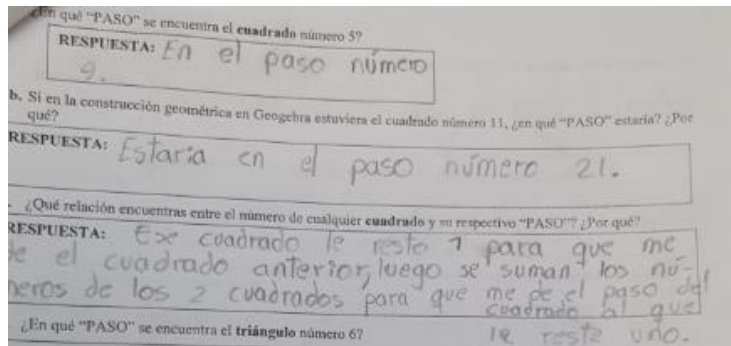 ¿En qué “PASO” se encuentra el cuadrado número 5?
RESPUESTA: En el paso número
9.
b. Si en la construcción geométrica en Geogebra estuviera el cuadrado número 11, ¿en qué “PASO” estaría? ¿Por
qué?
RESPUESTA: Estaria en el paso número 21.
¿Qué relación encuentras entre el número de cualquier cuadrado y su respectivo “PASO”? ¿Por qué?
RESPUESTA: Ese cuadrado le resto 1 para que me
de el cuadrado anterior, luego se suman los nú-
meros de los 2 cuadrados para que me de el paso del
cuadrado al que
le reste uno.
¿En qué “PASO” se encuentra el triángulo número 6?